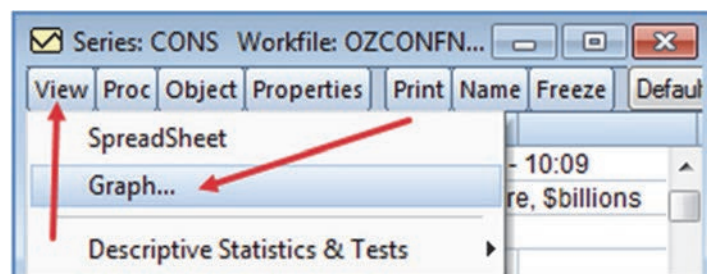 Series: CONS Workfile: OZCONFN...
View Proc Object Properties Print Name Freeze
SpreadSheet
Graph...
- 10:09
re, $billions
Descriptive Statistics & Tests